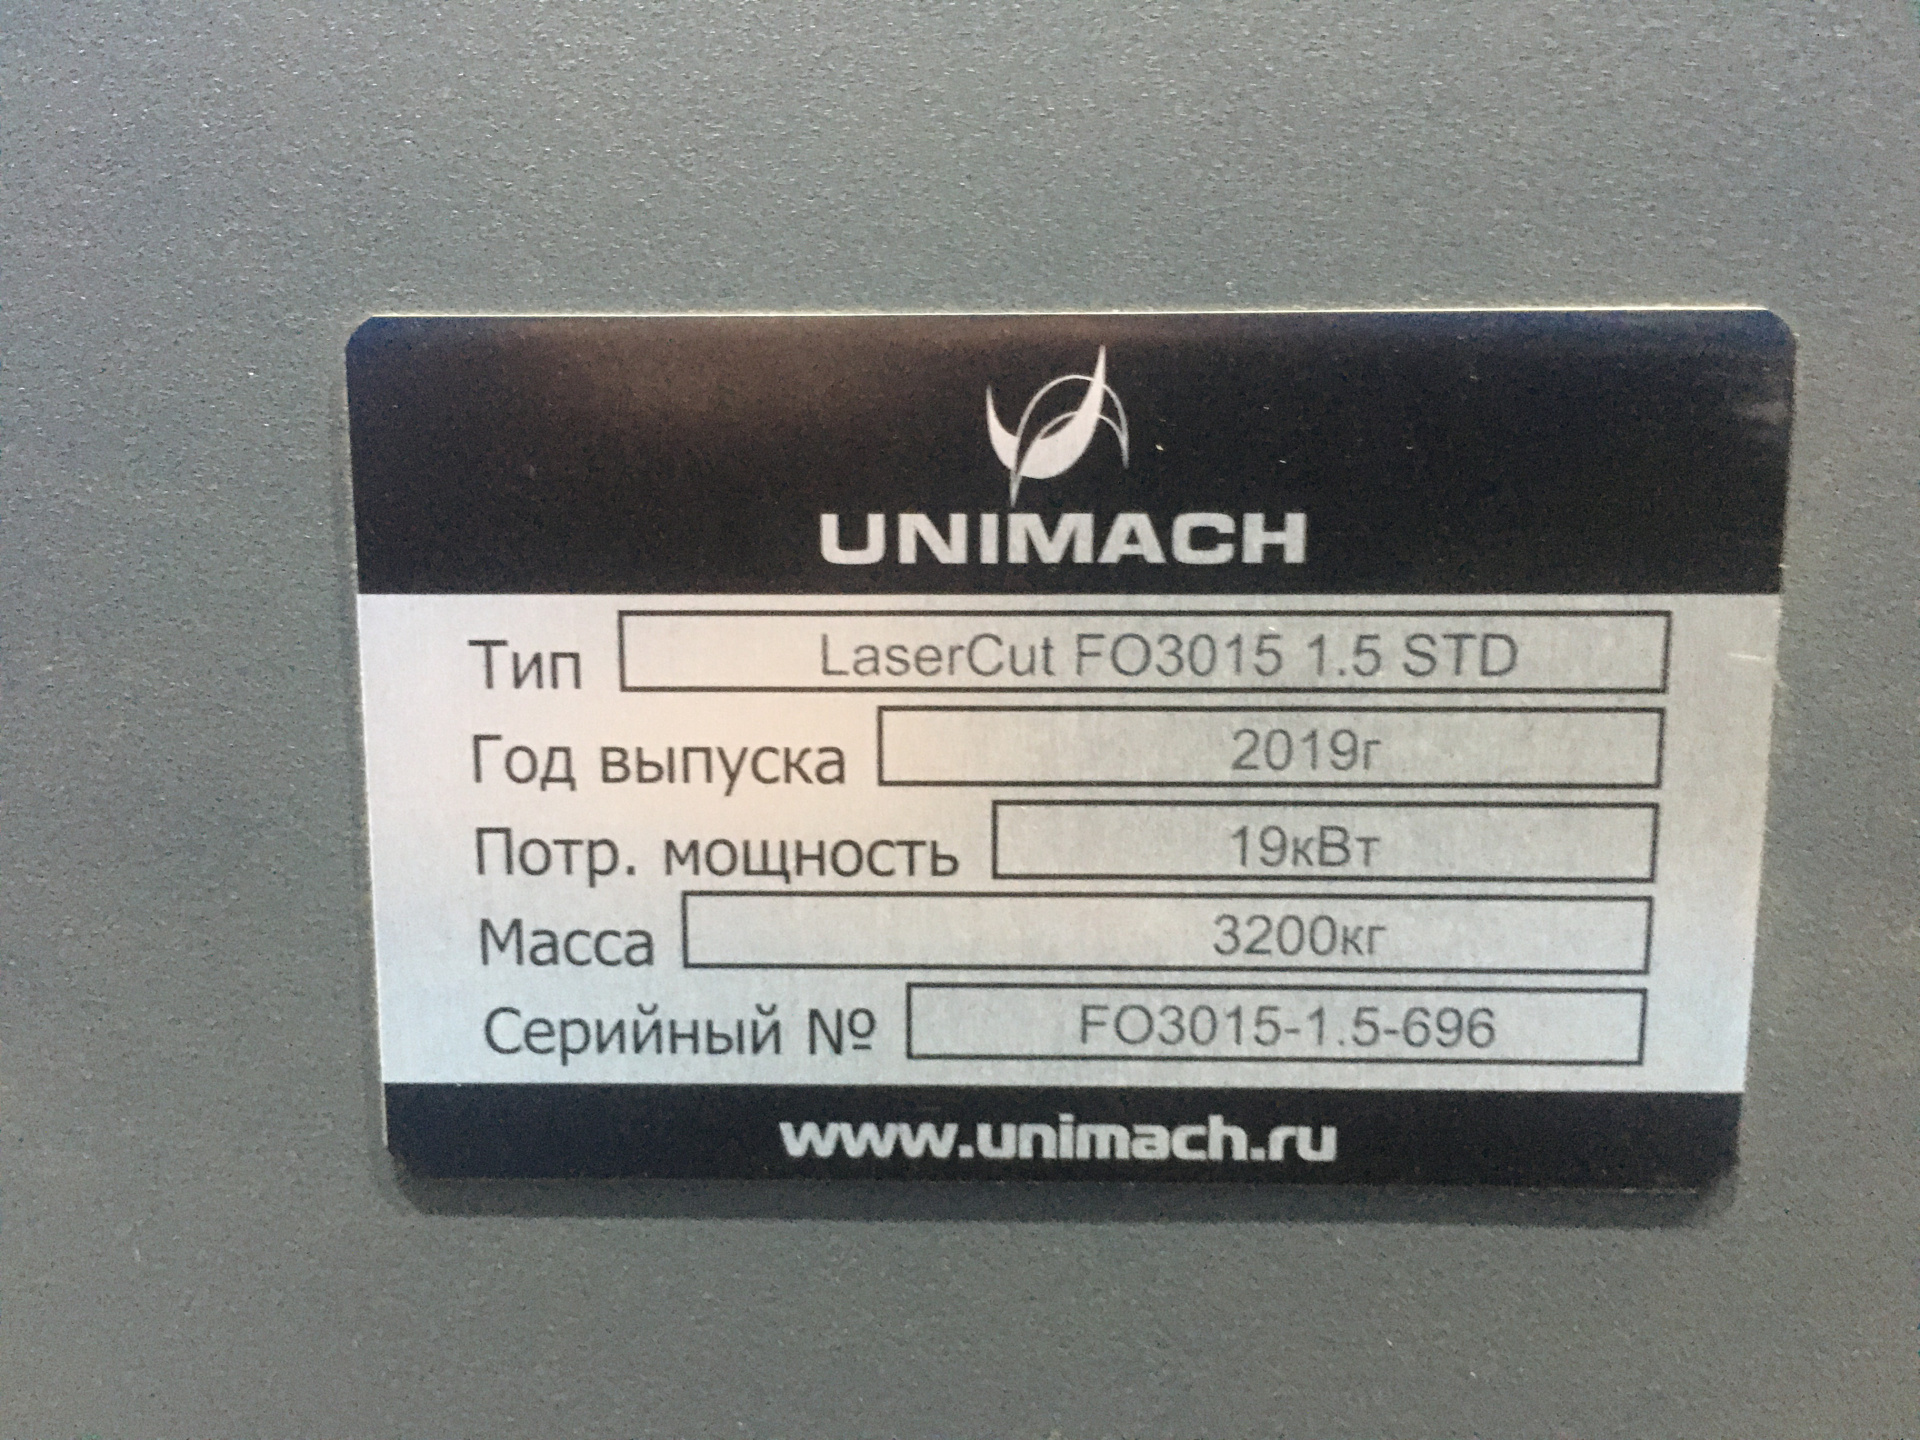 UNIMACH
Тип LaserCut FO3015 1.5 STD
Год выпуска 2019г
Потр. мощность 19кВт
Масса 3200кг
Серийный № FO3015-1.5-696
www.unimach.ru